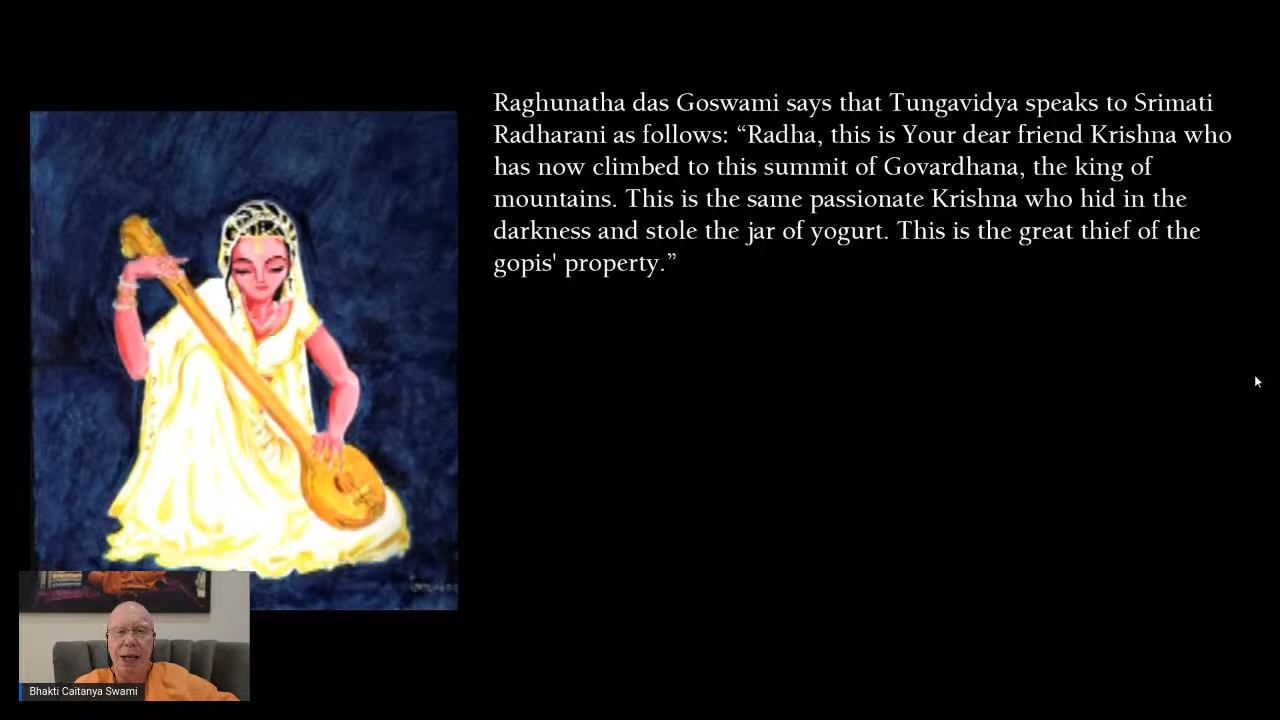 Raghunatha das Goswami says that Tungavidya speaks to Srimati
Radharani as follows: “Radha, this is Your dear friend Krishna who
has now climbed to this summit of Govardhana, the king of
mountains. This is the same passionate Krishna who hid in the
darkness and stole the jar of yogurt. This is the great thief of the
gopis' property.”
Bhakti Caitanya Swami